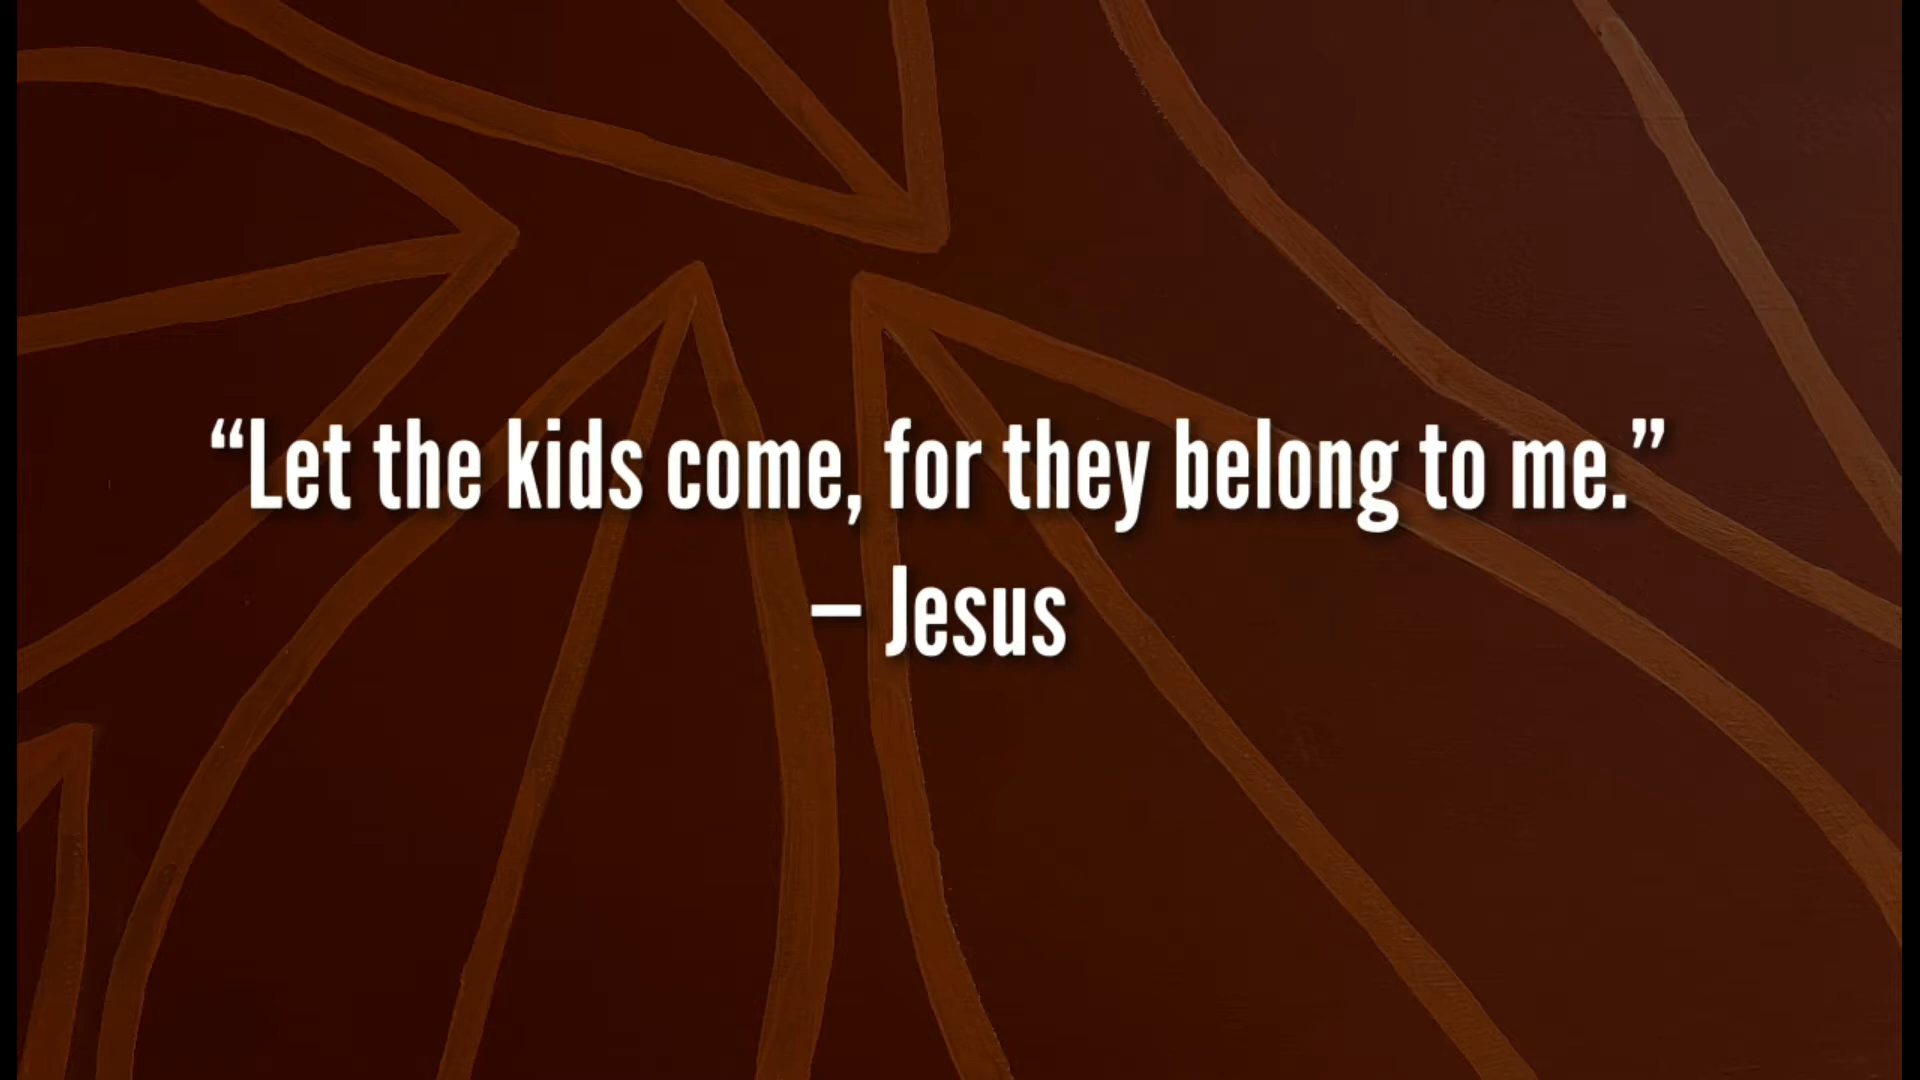 “Let the kids come, for they belong to me.”
– Jesus